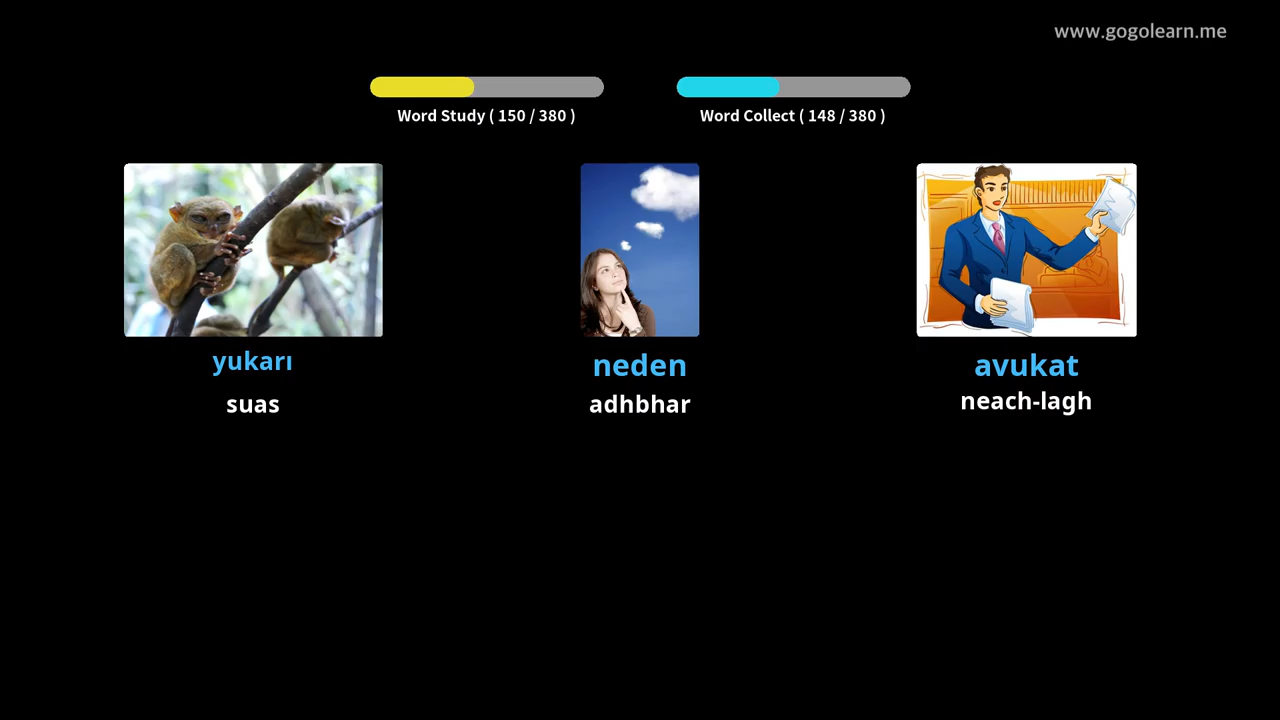 www.gogolearn.me
Word Study ( 150 / 380 )
Word Collect ( 148 / 380 )
yukarı
suas
neden
adhbhar
avukat
neach-lagh